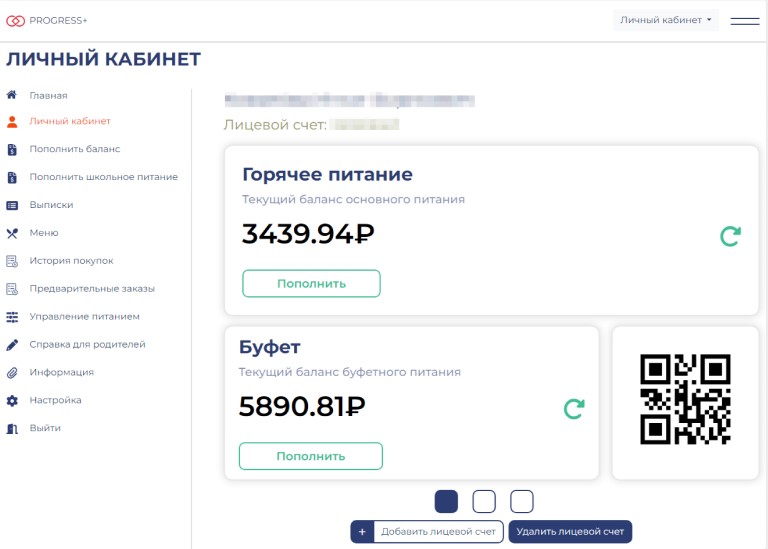 PROGRESS+
Личный кабинет
ЛИЧНЫЙ КАБИНЕТ
Главная
Личный кабинет
Пополнить баланс
Пополнить школьное питание
Выписки
Меню
История покупок
Предварительные заказы
Управление питанием
Справка для родителей
Информация
Настройка
Выйти
Лицевой счет:
Горячее питание
Текущий баланс основного питания
3439.94₽
Пополнить
Буфет
Текущий баланс буфетного питания
5890.81₽
Пополнить
+ Добавить лицевой счет
Удалить лицевой счет